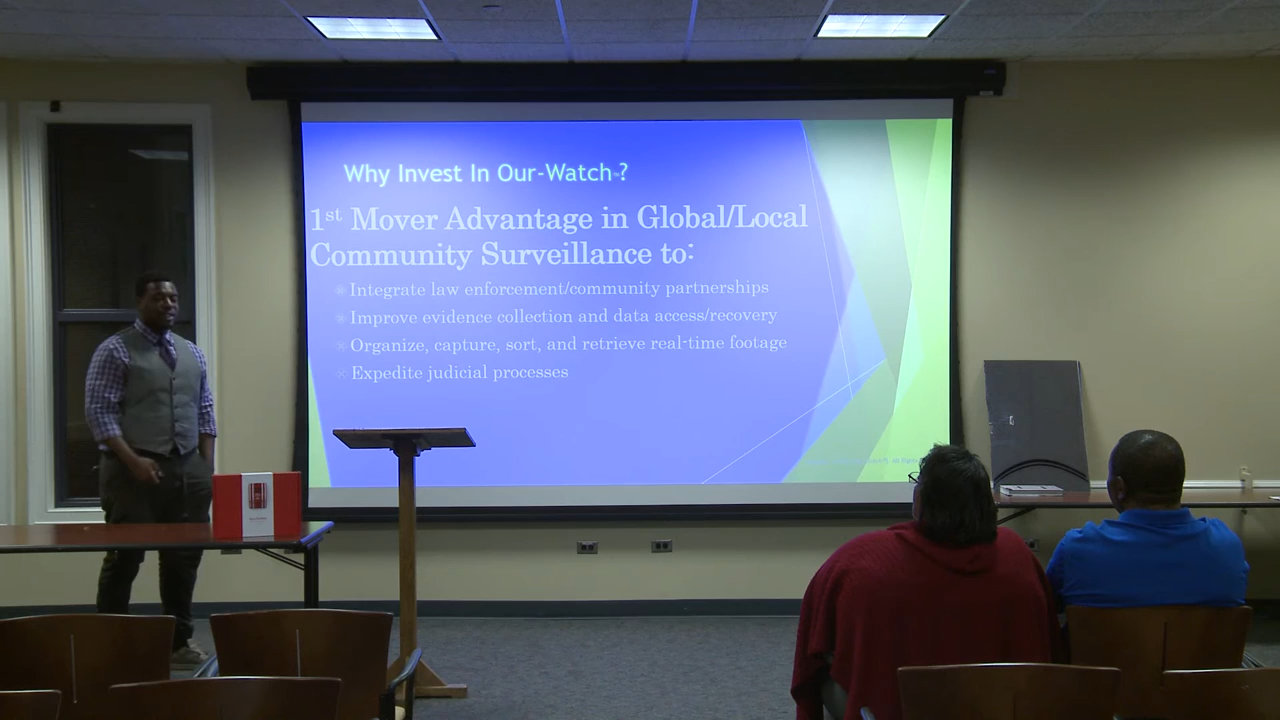 Why Invest In Our-Watch?
1st Mover Advantage in Global/Local
Community Surveillance to:
Integrate law enforcement/community partnerships
Improve evidence collection and data access/recovery
Organize, capture, sort, and retrieve real-time footage
Expedite judicial processes